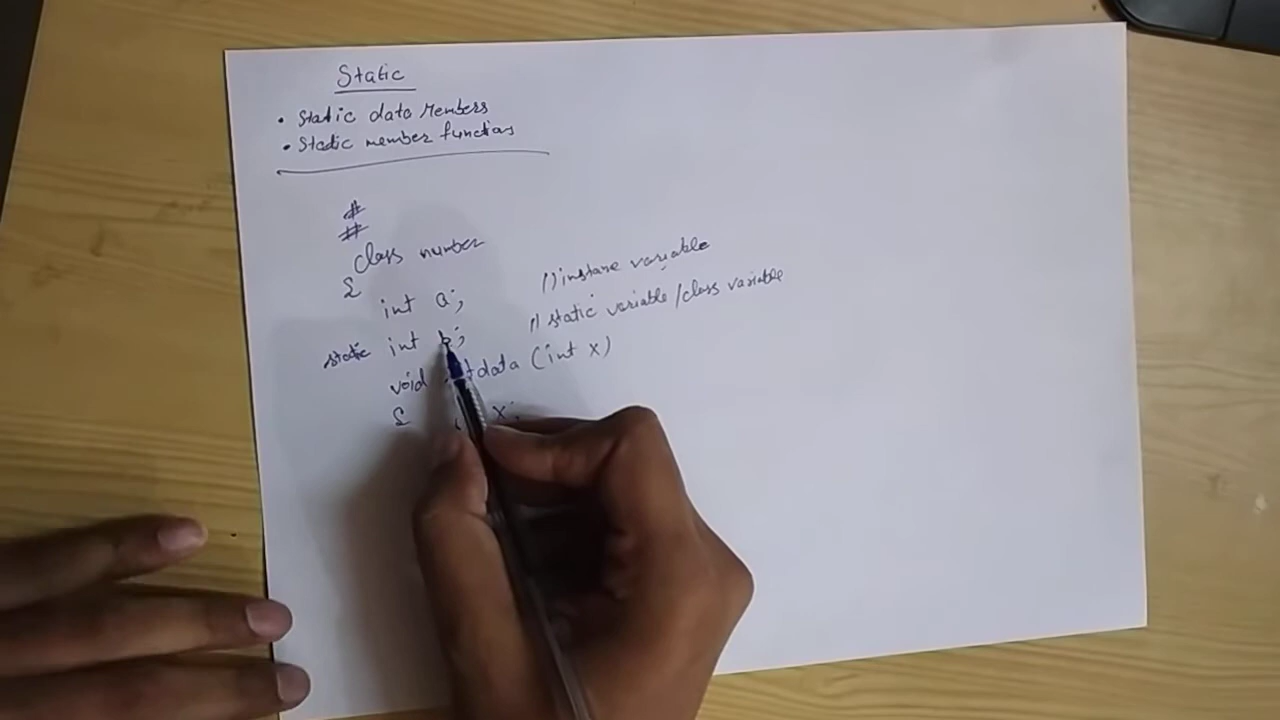 Static
• Static data Members
• Static member functions
#
#
class number
{
int a; //instane variable
static int b; // static variable/class variable
void data (int x)
{ x;